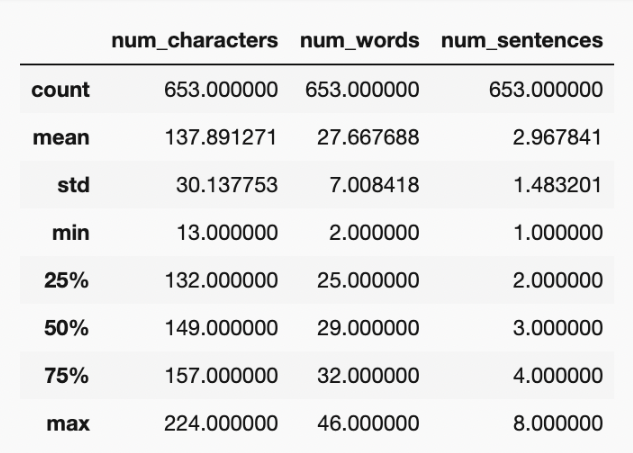 num_characters num_words num_sentences
count 653.000000 653.000000 653.000000
mean 137.891271 27.667688 2.967841
std 30.137753 7.008418 1.483201
min 13.000000 2.000000 1.000000
25% 132.000000 25.000000 2.000000
50% 149.000000 29.000000 3.000000
75% 157.000000 32.000000 4.000000
max 224.000000 46.000000 8.000000